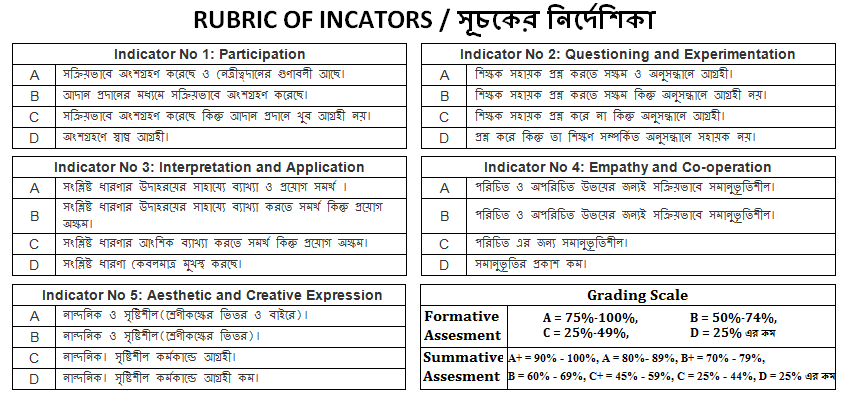 RUBRIC OF INCATORS / সূচকের নির্দেশিকা
Indicator No 1: Participation
A সক্রিয়ভাবে অংশগ্রহণ করেছে ও নেত্রীত্বদানের গুণাবলী আছে।
B আদান প্রদানের মধ্যমে সক্রিয়ভাবে অংশগ্রহণ করেছে।
C সক্রিয়ভাবে অংশগ্রহণ করেছে কিন্তু আদান প্রদানে খুব আগ্রহী নয়।
D অংশগ্রহণে স্বল্প আগ্রহী।
Indicator No 2: Questioning and Experimentation
A শিক্ষক সহায়ক প্রশ্ন করতে সক্ষম ও অনুসন্ধানে আগ্রহী।
B শিক্ষক সহায়ক প্রশ্ন করতে সক্ষম কিন্তু অনুসন্ধানে আগ্রহী নয়।
C শিক্ষক সহায়ক প্রশ্ন করে না কিন্তু অনুসন্ধানে আগ্রহী।
D প্রশ্ন করে কিন্তু তা শিক্ষণ সম্পর্কিত অনুসন্ধানে সহায়ক নয়।
Indicator No 3: Interpretation and Application
A সংশ্লিষ্ট ধারণার উদাহরয়ের সাহায্যে ব্যাখ্যা ও প্রয়োগ সমর্থ ।
B সংশ্লিষ্ট ধারণার উদাহরয়ের সাহায্যে ব্যাখ্যা করতে সমর্থ কিন্তু প্রয়োগ
অক্ষম।
C সংশ্লিষ্ট ধারণার আংশিক ব্যাখ্যা করতে সমর্থ কিন্তু প্রয়োগ অক্ষম।
D সংশ্লিষ্ট ধারণা কেবলমাত্র মুখস্থ করছে।
Indicator No 4: Empathy and Co-operation
A পরিচিত ও অপরিচিত উভয়ের জন্যই সক্রিয়ভাবে সমানুভূতিশীল।
B পরিচিত ও অপরিচিত উভয়ের জন্যই সক্রিয়ভাবে সমানুভূতিশীল।
C পরিচিত এর জন্য সমানুভূতিশীল।
D সমানুভূতির প্রকাশ কম।
Indicator No 5: Aesthetic and Creative Expression
A নান্দনিক ও সৃষ্টিশীল(শ্রেণীকক্ষের ভিতর ও বাইরে)।
B নান্দনিক ও সৃষ্টিশীল(শ্রেণীকক্ষের ভিতর)।
C নান্দনিক। সৃষ্টিশীল কর্মকান্ডে আগ্রহী।
D নান্দনিক। সৃষ্টিশীল কর্মকান্ডে আগ্রহী কম।
Grading Scale
Formative A = 75%-100%, B = 50%-74%,
Assesment C = 25%-49%, D = 25% এর কম
Summative A+ = 90% - 100%, A = 80%- 89%, B+ = 70% - 79%,
Assesment B = 60% - 69%, C+ = 45% - 59%, C = 25% - 44%, D = 25% এর কম